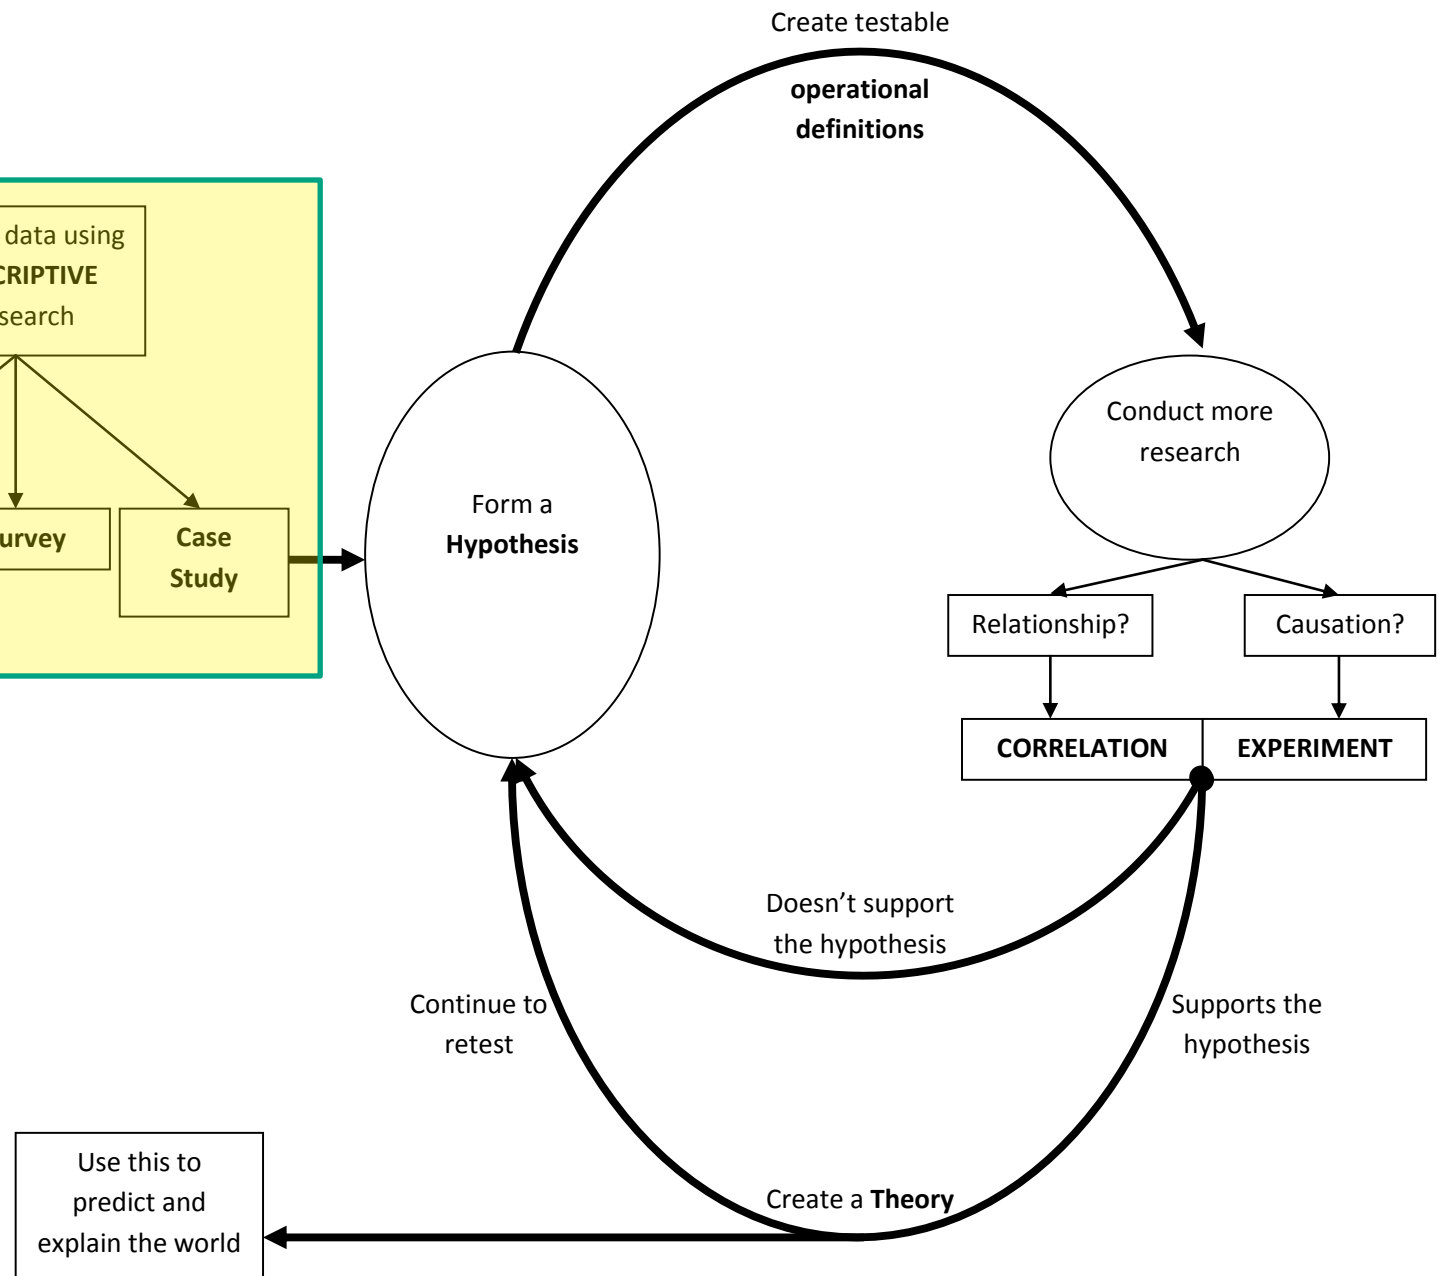 Create testable
operational
definitions
data using
CRIPTIVE
search
urvey
Case
Study
Form a
Hypothesis
Conduct more
research
Relationship?
Causation?
CORRELATION
EXPERIMENT
Doesn’t support
the hypothesis
Continue to
retest
Supports the
hypothesis
Create a Theory
Use this to
predict and
explain the world